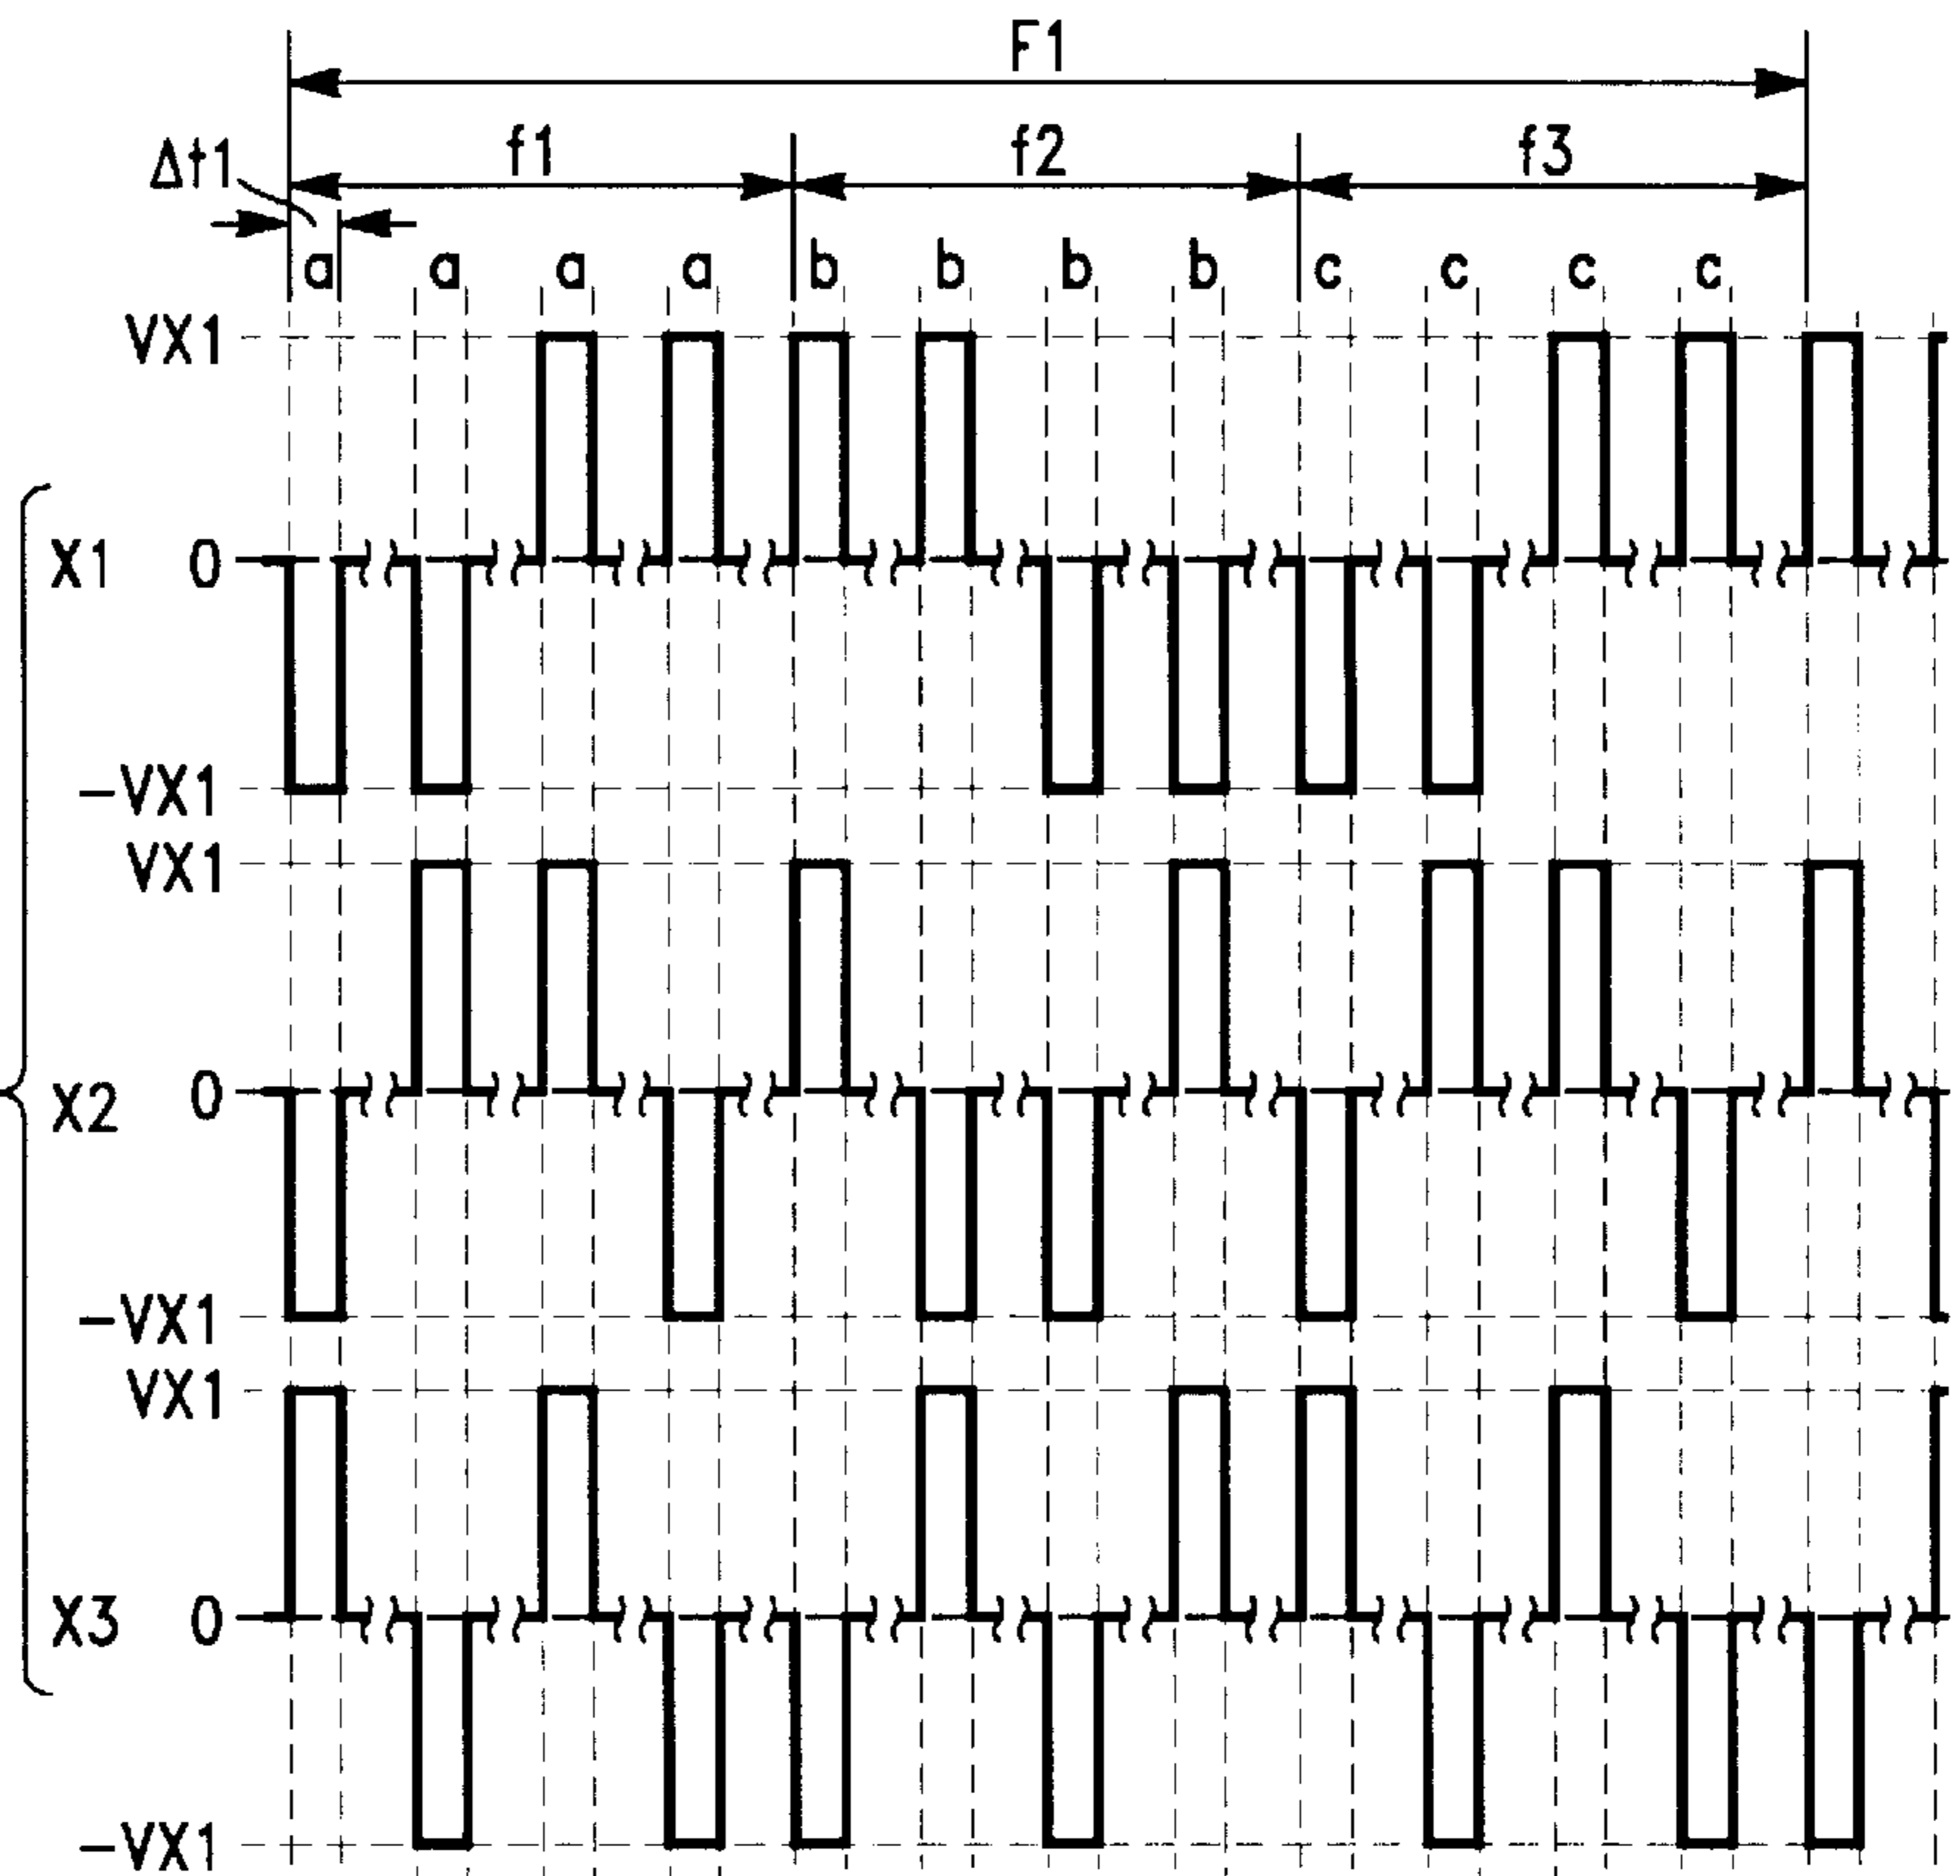 F1
f1 f2 f3
Δt1
a a a a b b b b c c c c
VX1
X1 0
-VX1
VX1
X2 0
-VX1
VX1
X3 0
-VX1